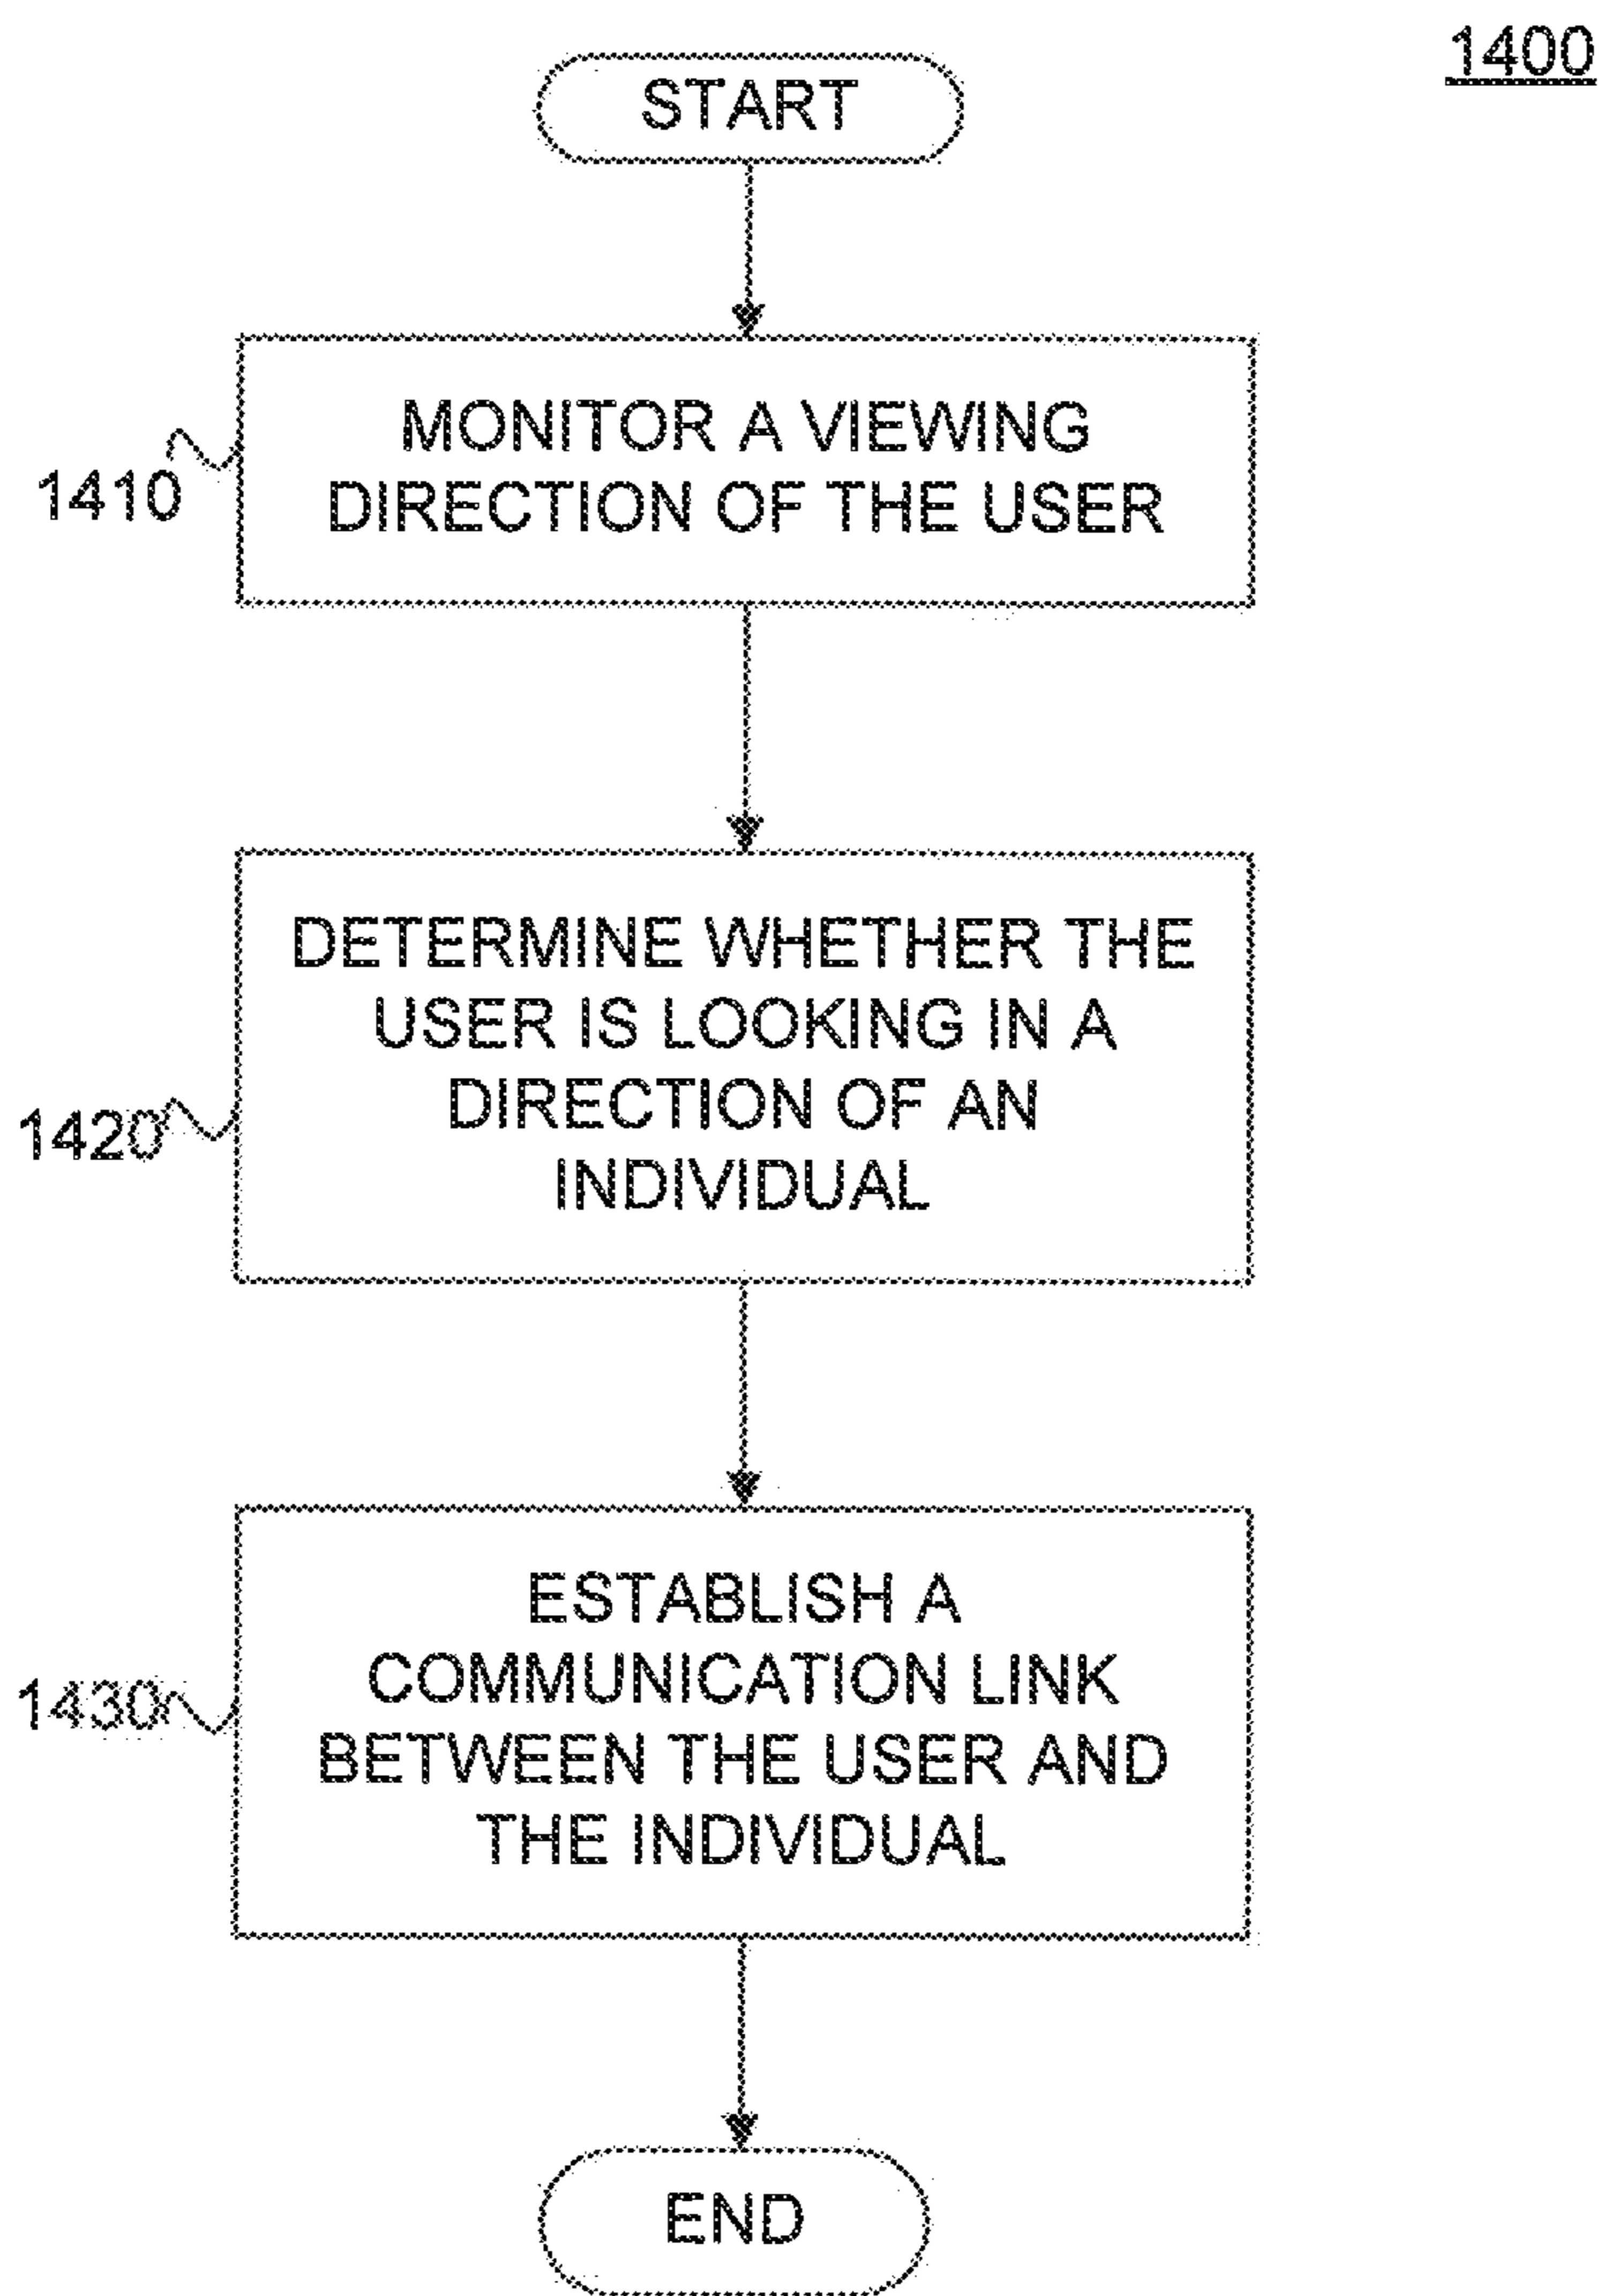 1400
START
1410
MONITOR A VIEWING
DIRECTION OF THE USER
1420
DETERMINE WHETHER THE
USER IS LOOKING IN A
DIRECTION OF AN
INDIVIDUAL
1430
ESTABLISH A
COMMUNICATION LINK
BETWEEN THE USER AND
THE INDIVIDUAL
END